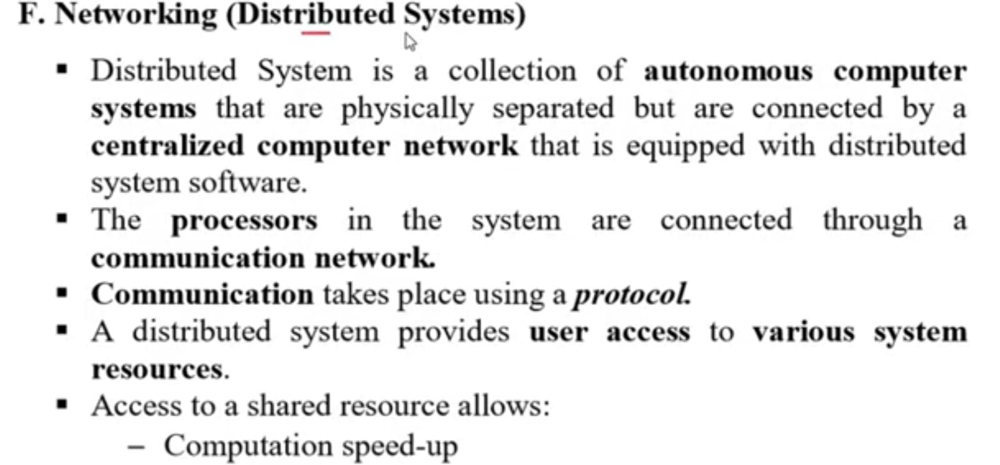 F. Networking (Distributed Systems)
▪ Distributed System is a collection of autonomous computer
systems that are physically separated but are connected by a
centralized computer network that is equipped with distributed
system software.
▪ The processors in the system are connected through a
communication network.
▪ Communication takes place using a protocol.
▪ A distributed system provides user access to various system
resources.
▪ Access to a shared resource allows:
– Computation speed-up